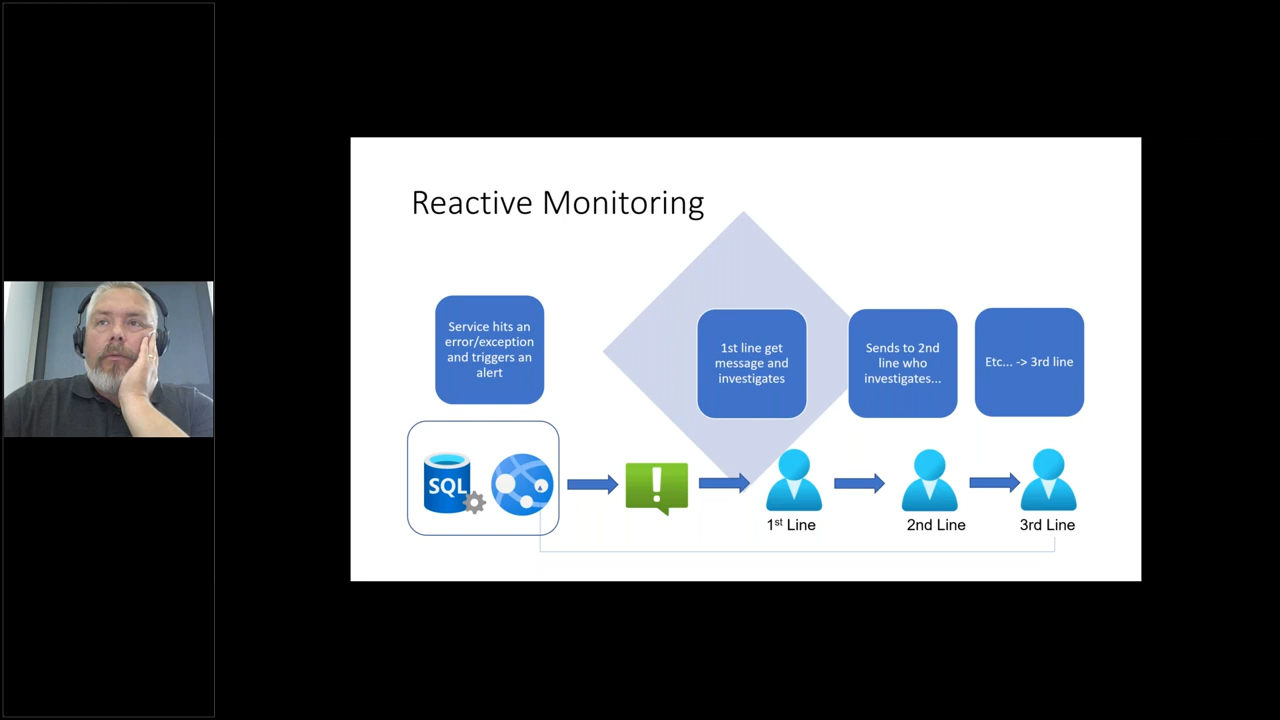 Reactive Monitoring
Service hits an
error/exception
and triggers an
alert
1st line get
message and
investigates
Sends to 2nd
line who
investigates...
Etc... -> 3rd line
SQL
!
1st Line
2nd Line
3rd Line